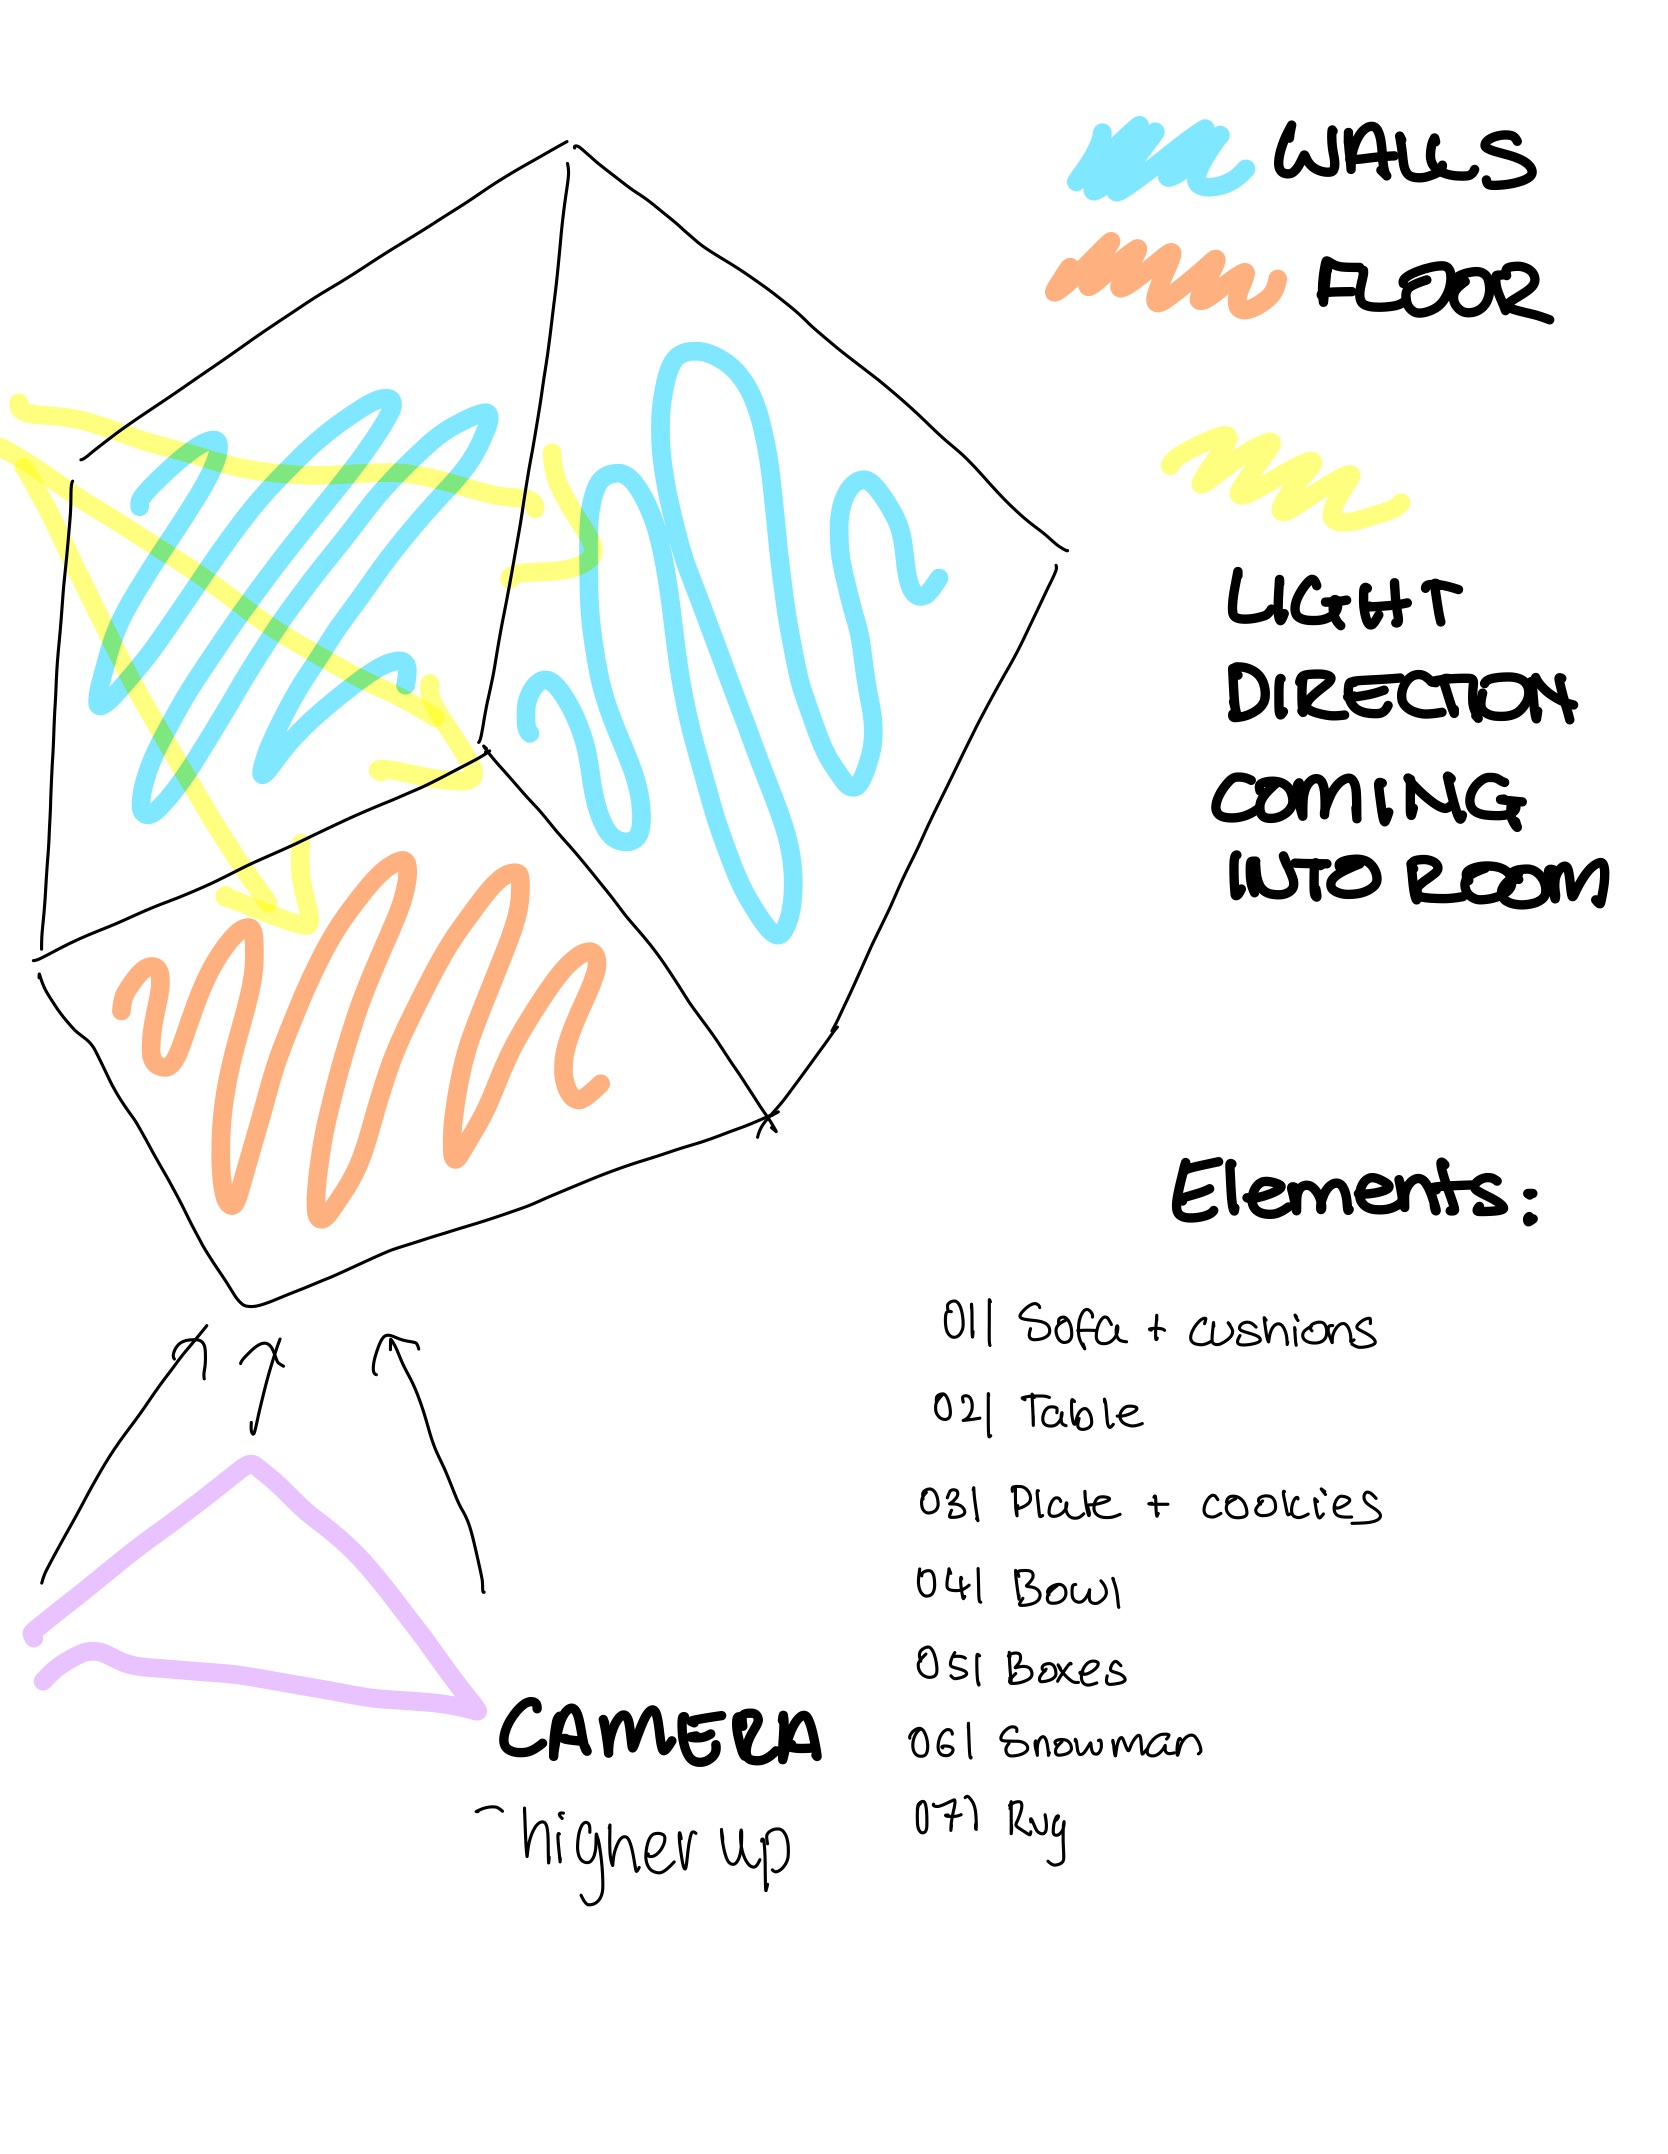 WALLS
FLOOR
LIGHT
DIRECTION
COMING
INTO ROOM
Elements:
01| Sofa + cushions
02| Table
03| Plate + cookies
04| Bowl
05| Boxes
06| Snowman
07| Rug
CAMERA
- higher up